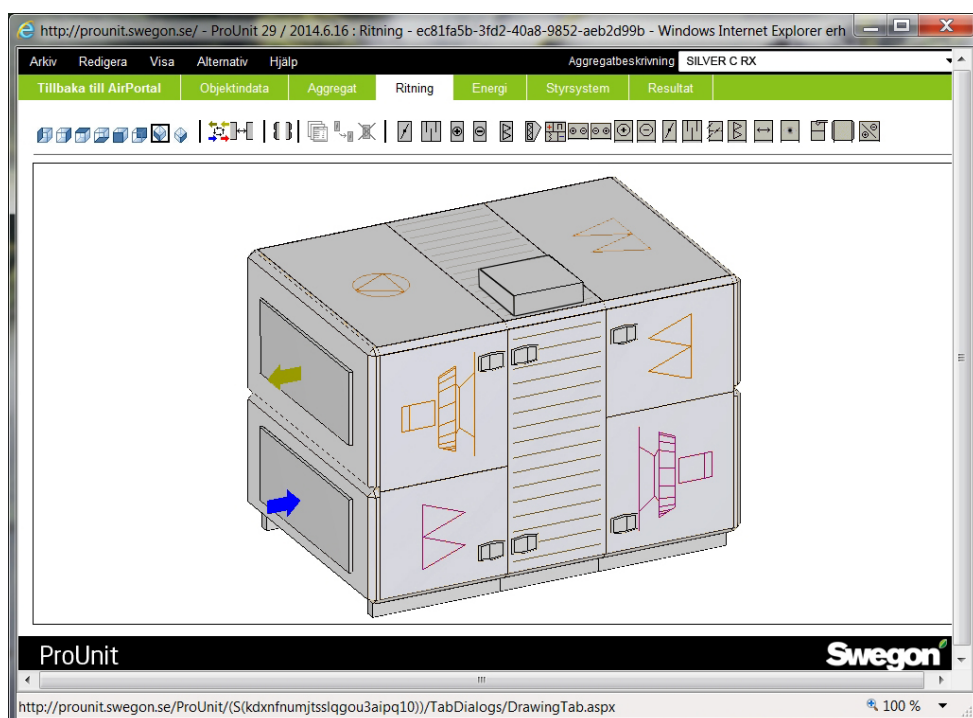 http://prounit.swegon.se/ - ProUnit 29 / 2014.6.16 : Ritning - ec81fa5b-3fd2-40a8-9852-aeb2d99b - Windows Internet Explorer erh
Arkiv Redigera Visa Alternativ Hjälp Aggregatbeskrivning SILVER C RX
Tillbaka till AirPortal Objektindata Aggregat Ritning Energi Styrsystem Resultat
ProUnit Swegon
http://prounit.swegon.se/ProUnit/(S(kdxnfnumjtsslqgou3aipq10))/TabDialogs/DrawingTab.aspx 100 %